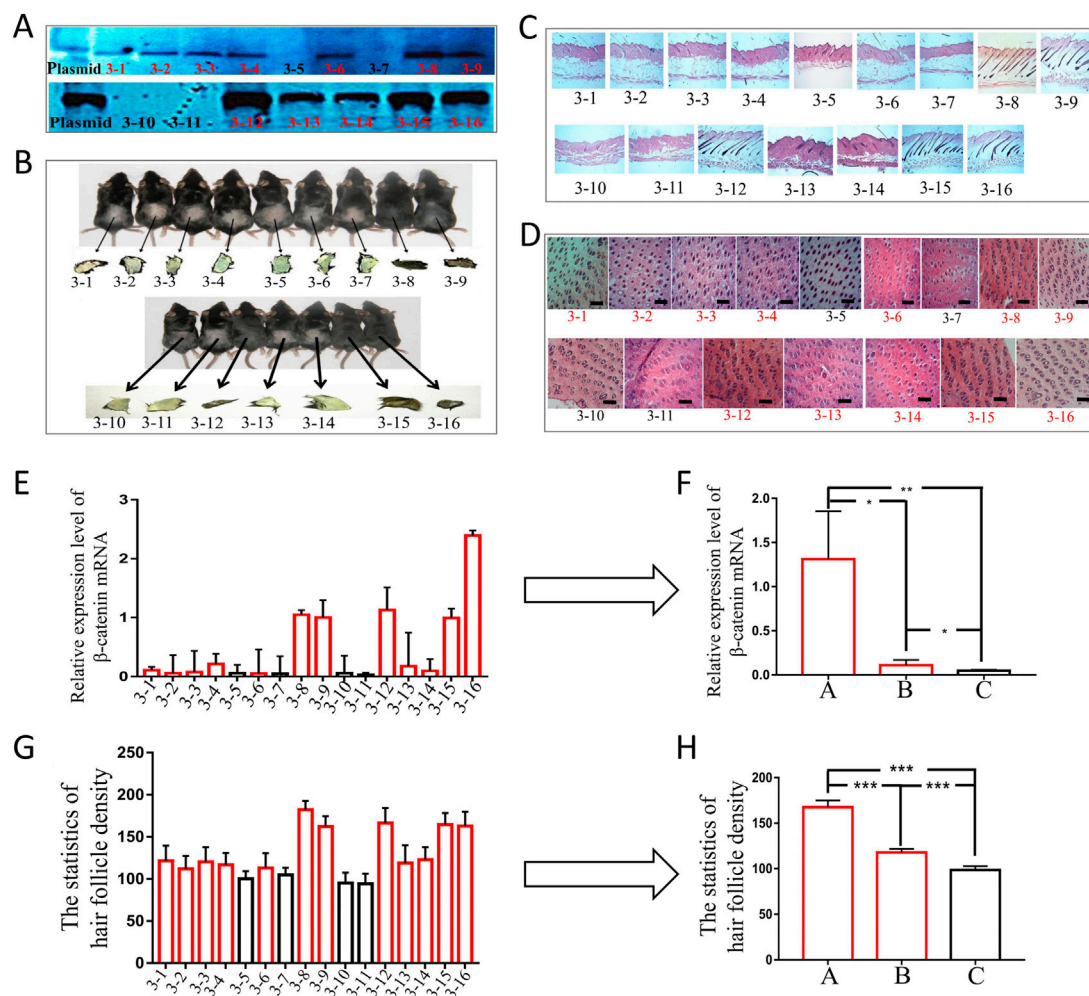 A
Plasmid 3-1 3-2 3-3 3-4 3-5 3-6 3-7 3-8 3-9
Plasmid 3-10 3-11 3-12 3-13 3-14 3-15 3-16
B
3-1 3-2 3-3 3-4 3-5 3-6 3-7 3-8 3-9
3-10 3-11 3-12 3-13 3-14 3-15 3-16
C
3-1 3-2 3-3 3-4 3-5 3-6 3-7 3-8 3-9
3-10 3-11 3-12 3-13 3-14 3-15 3-16
D
3-1 3-2 3-3 3-4 3-5 3-6 3-7 3-8 3-9
3-10 3-11 3-12 3-13 3-14 3-15 3-16
E
Relative expression level of
β-catenin mRNA
3
2
1
0
3-1 3-2 3-3 3-4 3-5 3-6 3-7 3-8 3-9 3-10 3-11 3-12 3-13 3-14 3-15 3-16
F
Relative expression level of
β-catenin mRNA
2.0
1.5
1.0
0.5
0.0
** 
* 
*
A B C
G
The statistics of
hair follicle density
250
200
150
100
50
0
3-1 3-2 3-3 3-4 3-5 3-6 3-7 3-8 3-9 3-10 3-11 3-12 3-13 3-14 3-15 3-16
H
The statistics of
hair follicle density
200
150
100
50
0
***
*** ***
A B C